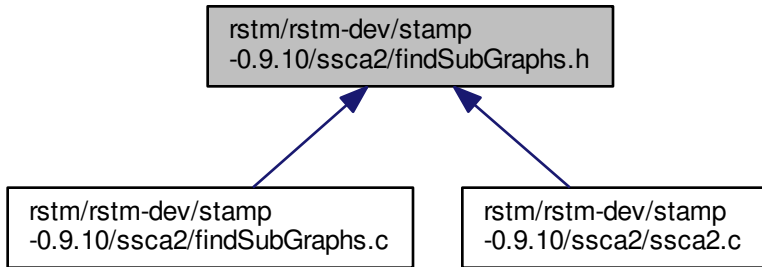 rstm/rstm-dev/stamp
-0.9.10/ssca2/findSubGraphs.h
rstm/rstm-dev/stamp
-0.9.10/ssca2/findSubGraphs.c
rstm/rstm-dev/stamp
-0.9.10/ssca2/ssca2.c